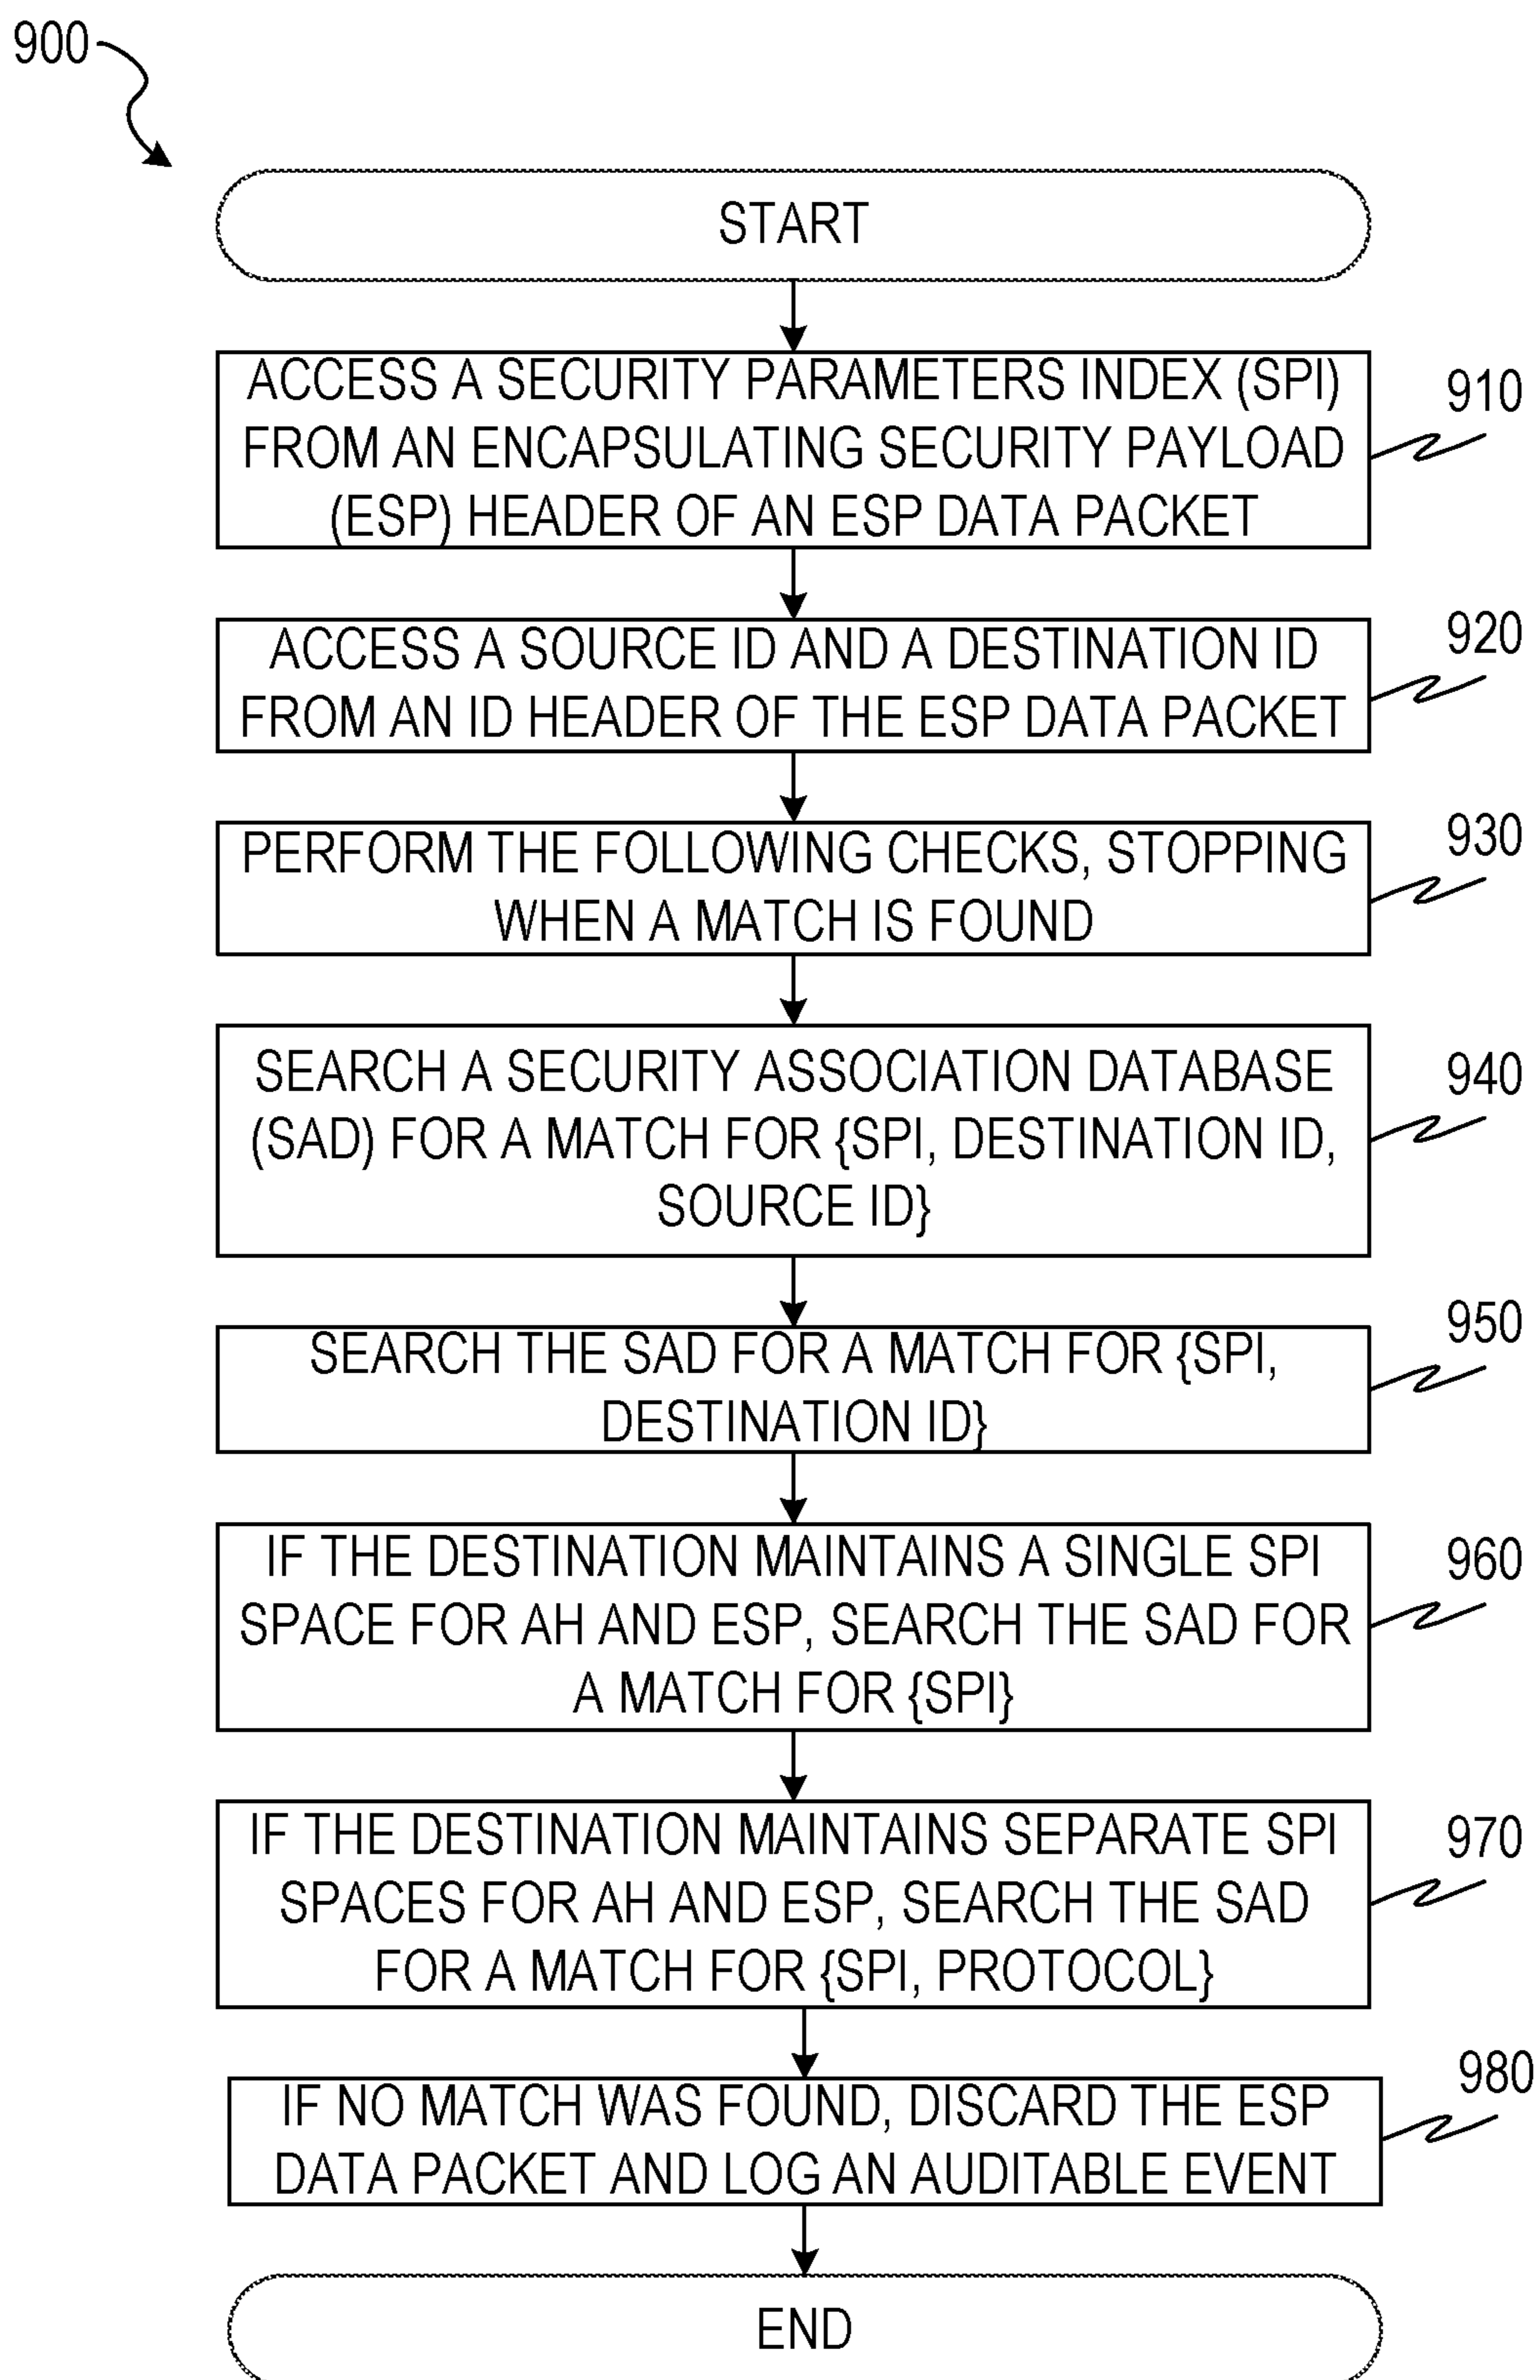 900
START
ACCESS A SECURITY PARAMETERS INDEX (SPI)
FROM AN ENCAPSULATING SECURITY PAYLOAD
(ESP) HEADER OF AN ESP DATA PACKET
910
ACCESS A SOURCE ID AND A DESTINATION ID
FROM AN ID HEADER OF THE ESP DATA PACKET
920
PERFORM THE FOLLOWING CHECKS, STOPPING
WHEN A MATCH IS FOUND
930
SEARCH A SECURITY ASSOCIATION DATABASE
(SAD) FOR A MATCH FOR {SPI, DESTINATION ID,
SOURCE ID}
940
SEARCH THE SAD FOR A MATCH FOR {SPI,
DESTINATION ID}
950
IF THE DESTINATION MAINTAINS A SINGLE SPI
SPACE FOR AH AND ESP, SEARCH THE SAD FOR
A MATCH FOR {SPI}
960
IF THE DESTINATION MAINTAINS SEPARATE SPI
SPACES FOR AH AND ESP, SEARCH THE SAD
FOR A MATCH FOR {SPI, PROTOCOL}
970
IF NO MATCH WAS FOUND, DISCARD THE ESP
DATA PACKET AND LOG AN AUDITABLE EVENT
980
END